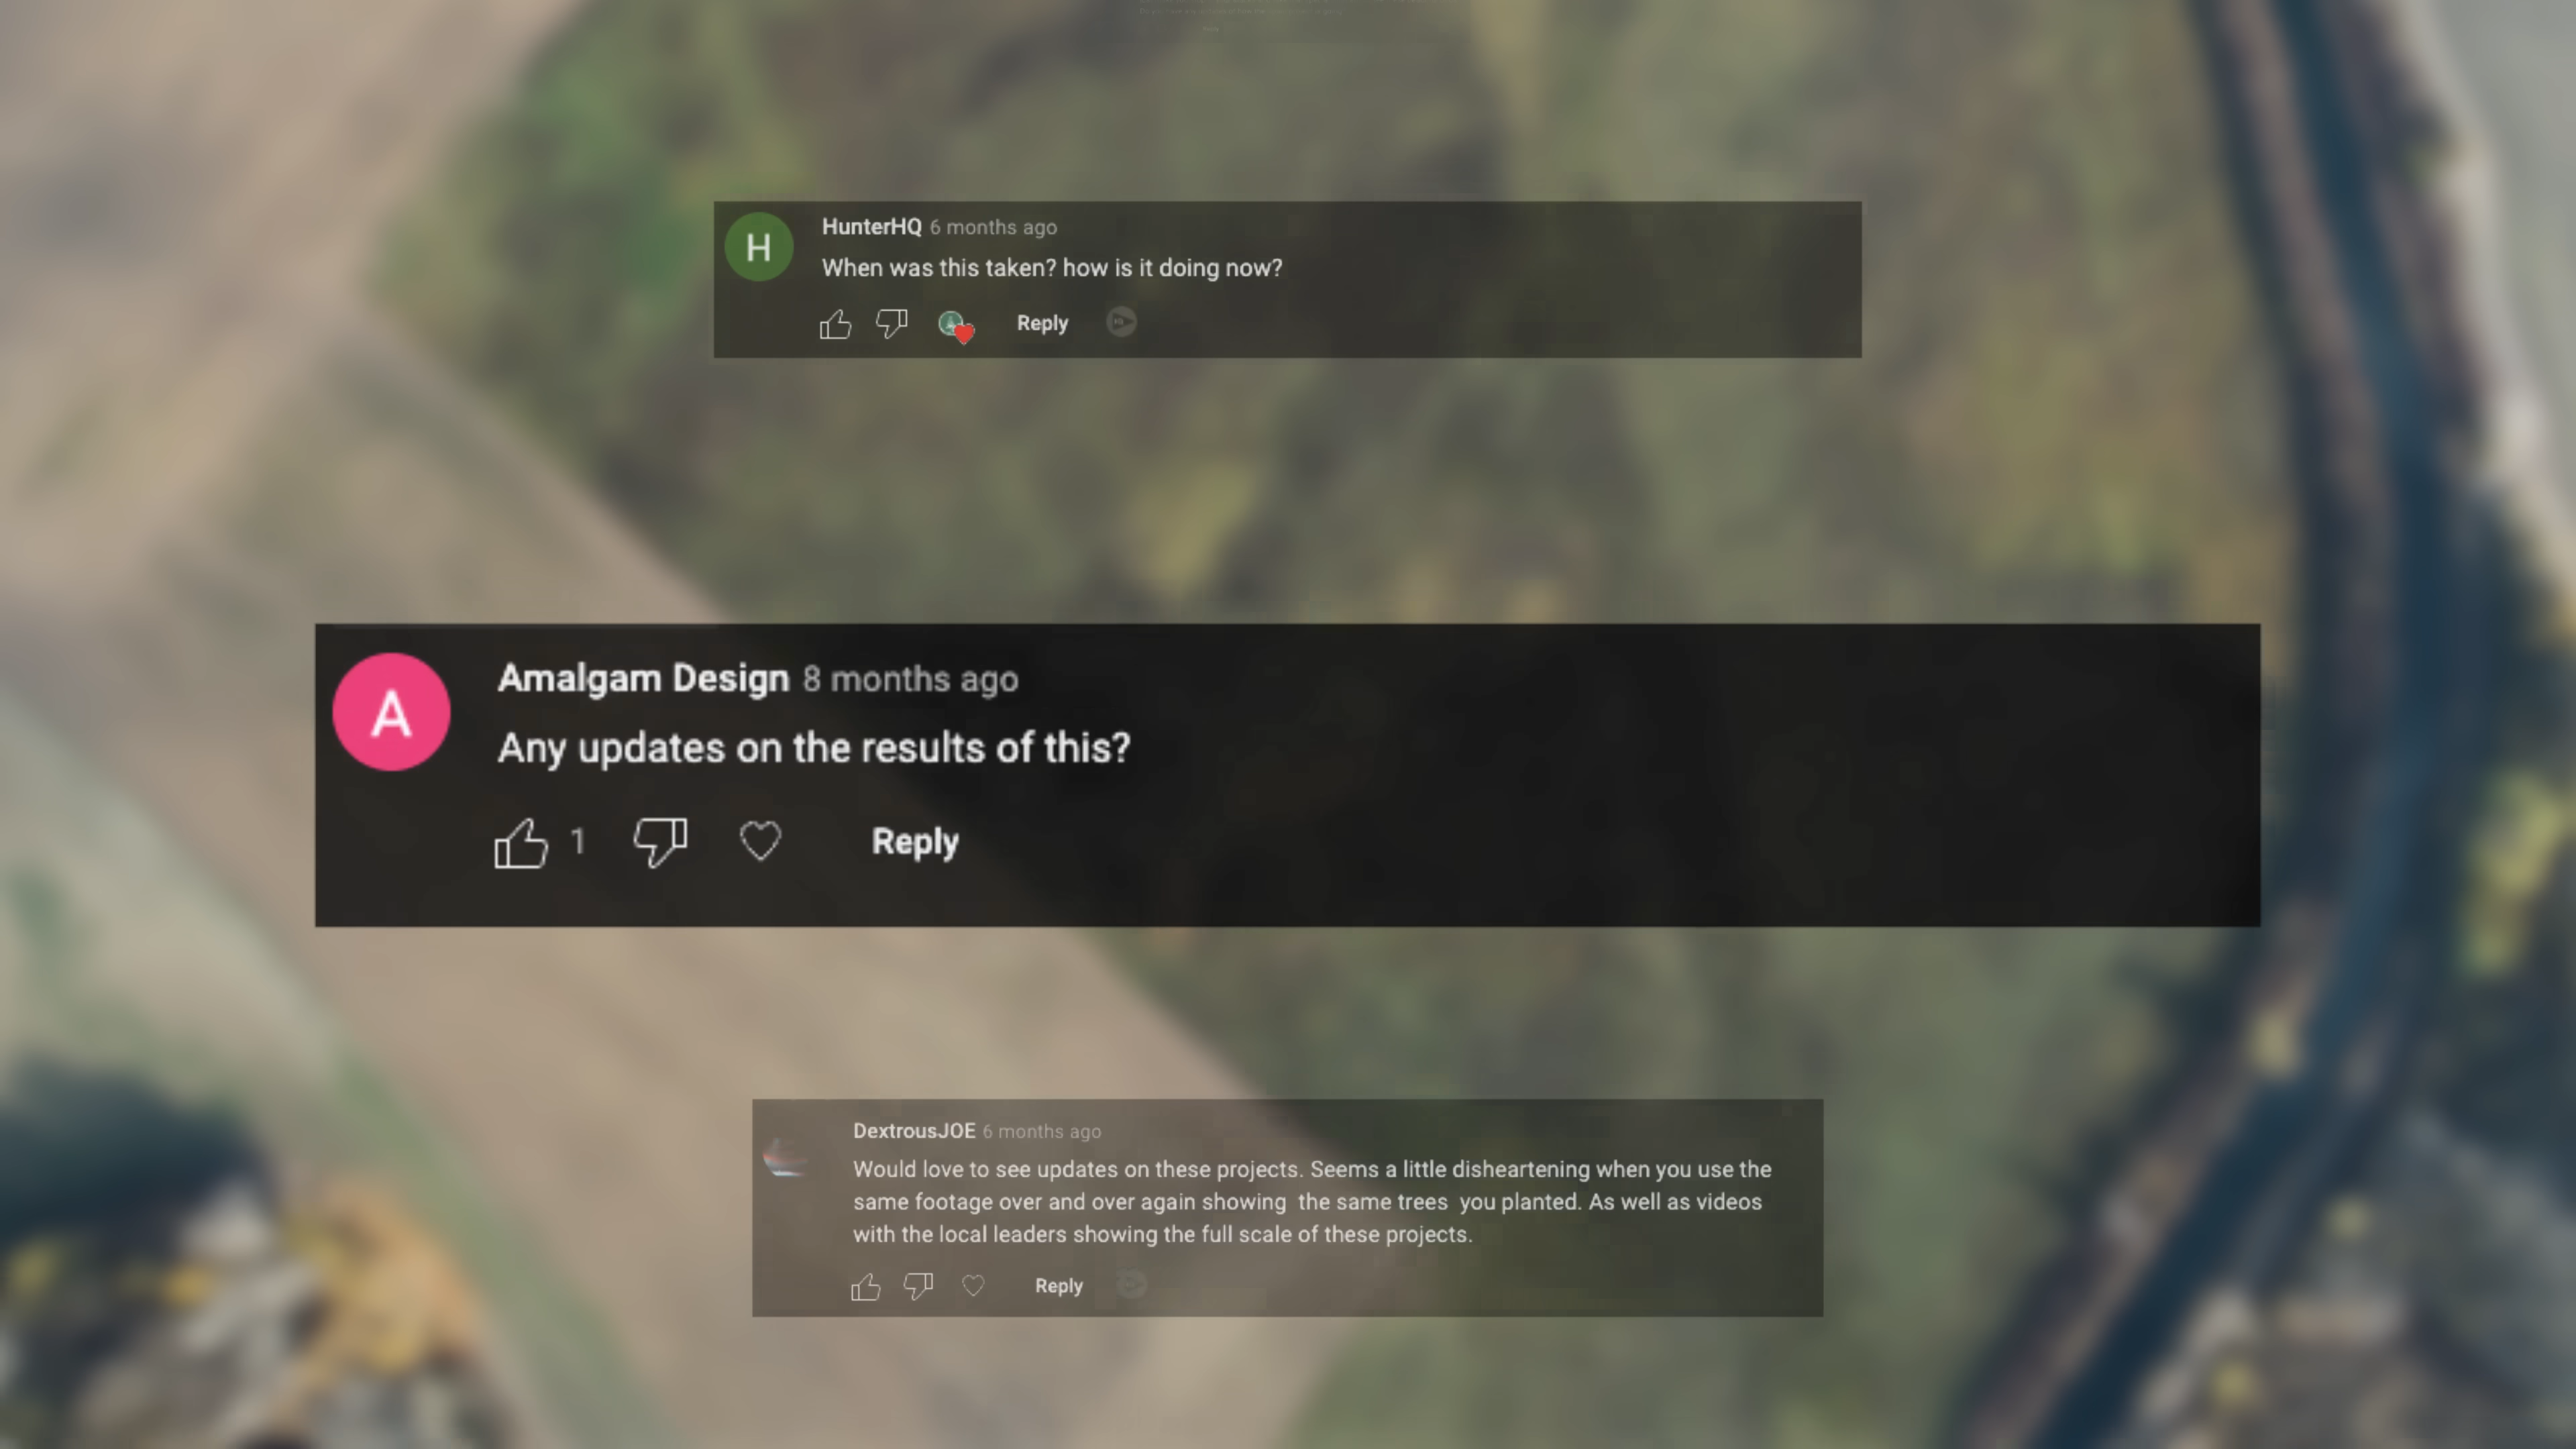 H
HunterHQ 6 months ago
When was this taken? how is it doing now?
Reply
A
Amalgam Design 8 months ago
Any updates on the results of this?
1
Reply
DextrousJOE 6 months ago
Would love to see updates on these projects. Seems a little disheartening when you use the
same footage over and over again showing the same trees you planted. As well as videos
with the local leaders showing the full scale of these projects.
Reply